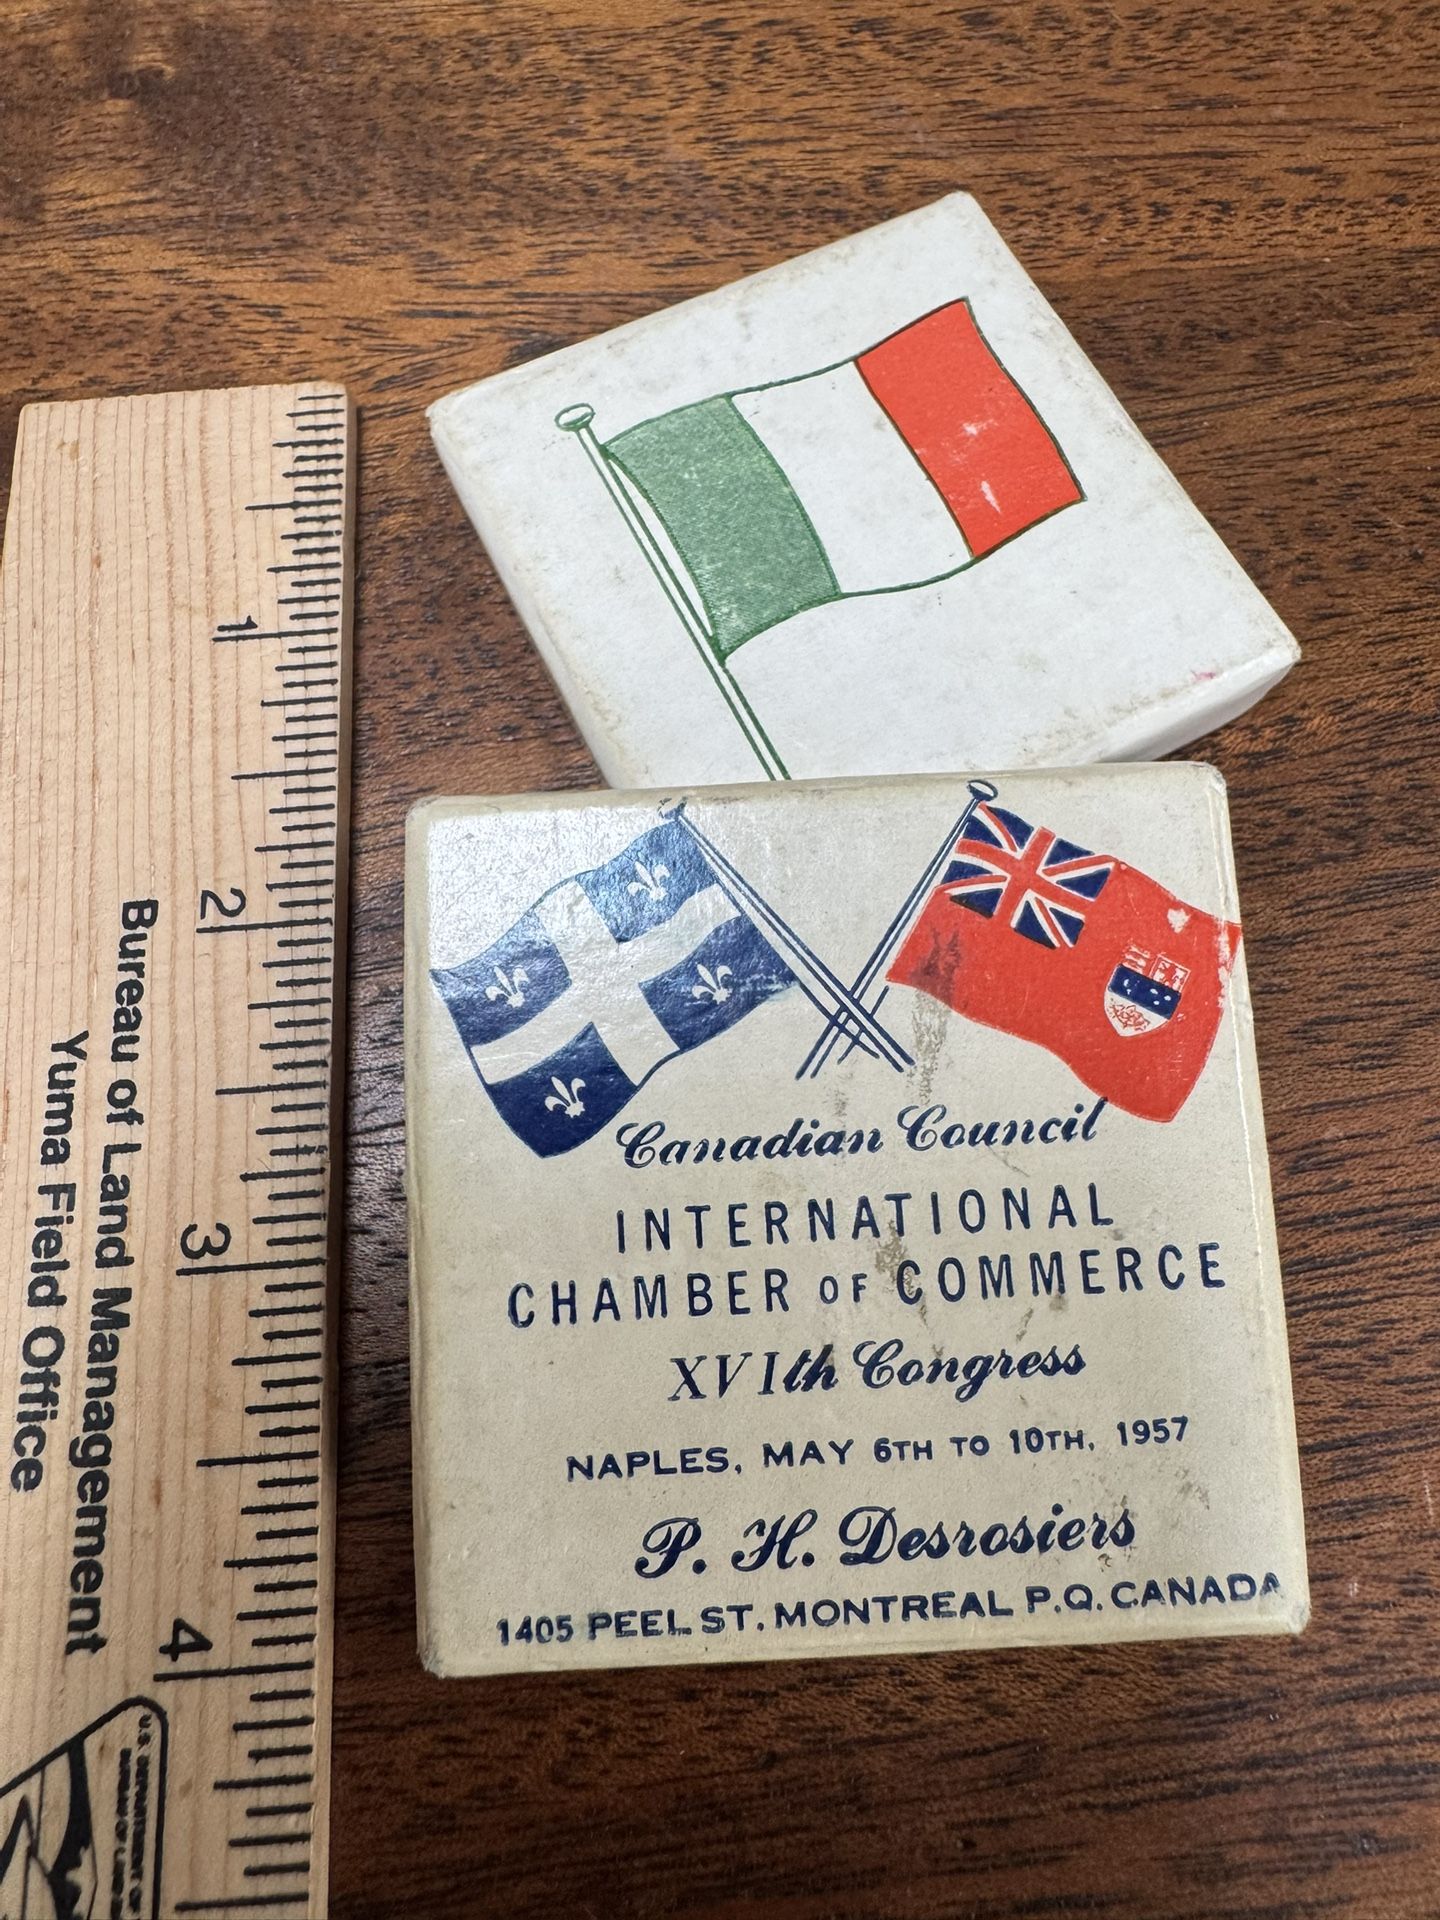 1
2
3
4
Bureau of Land Management
Yuma Field Office
Canadian Council
INTERNATIONAL
CHAMBER OF COMMERCE
XVIth Congress
NAPLES, MAY 6TH TO 10TH, 1957
P. H. Desrosiers
1405 PEEL ST. MONTREAL P.Q. CANADA